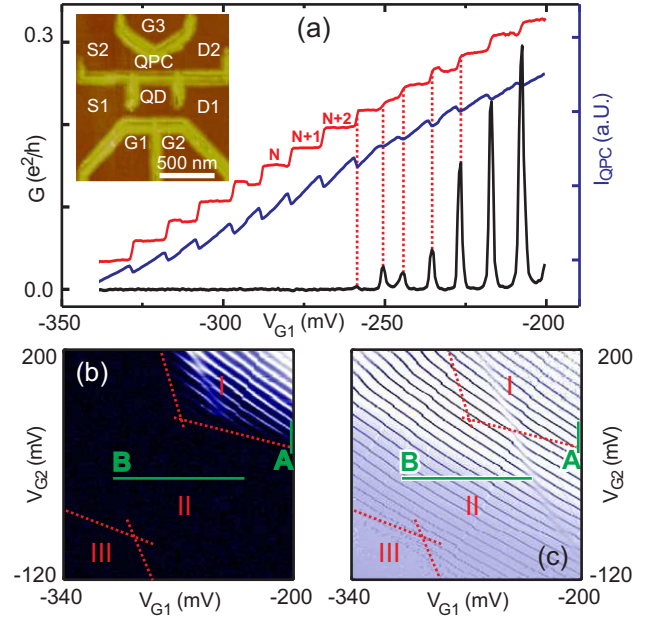 (a)
G3
S2
D2
QPC
S1
QD
D1
G1
G2
500 nm
N
N+1
N+2
0.3
0.0
G (e²/h)
I_QPC (a.U.)
-350
-300
-250
-200
V_G1 (mV)
200
(b)
I
A
B
II
III
-120
V_G2 (mV)
-340
V_G1 (mV)
-200
200
I
A
B
II
III
(c)
-120
V_G2 (mV)
-340
V_G1 (mV)
-200